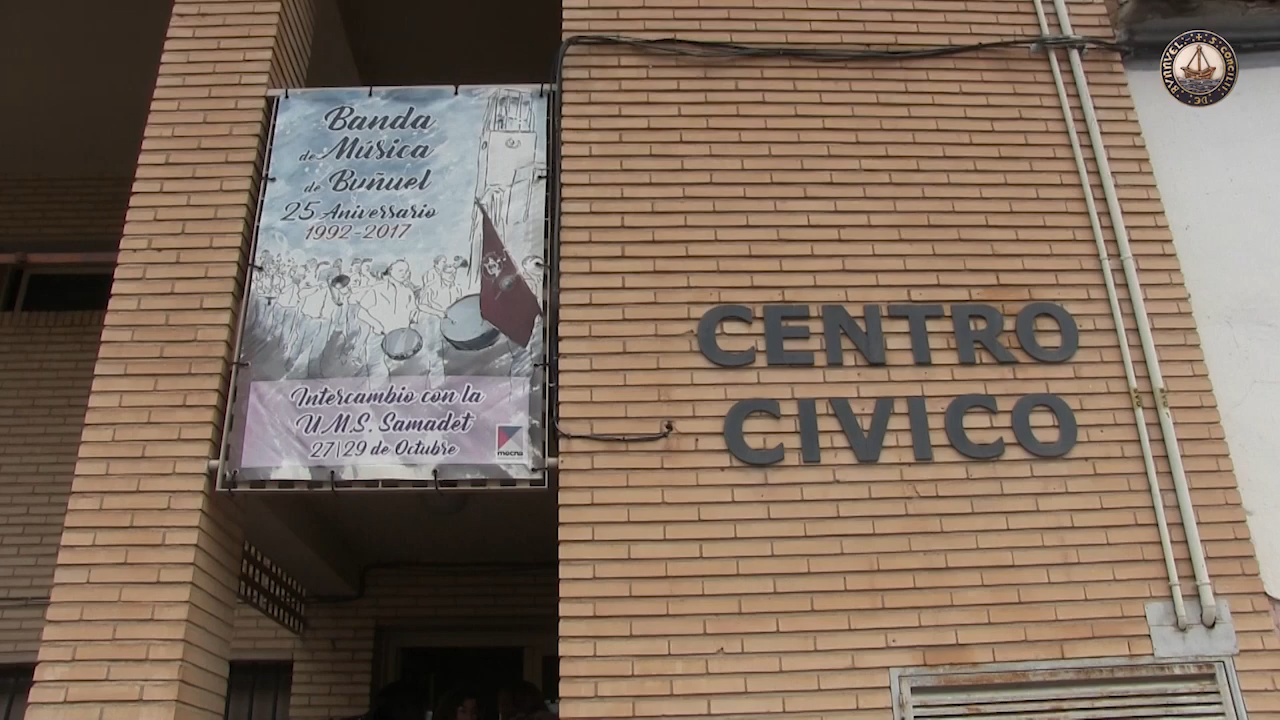 Banda
de Música
de Buñuel
25 Aniversario
1992-2017
Intercambio con la
U.M.S. Samadet
27|29 de Octubre
mecna
CENTRO
CIVICO